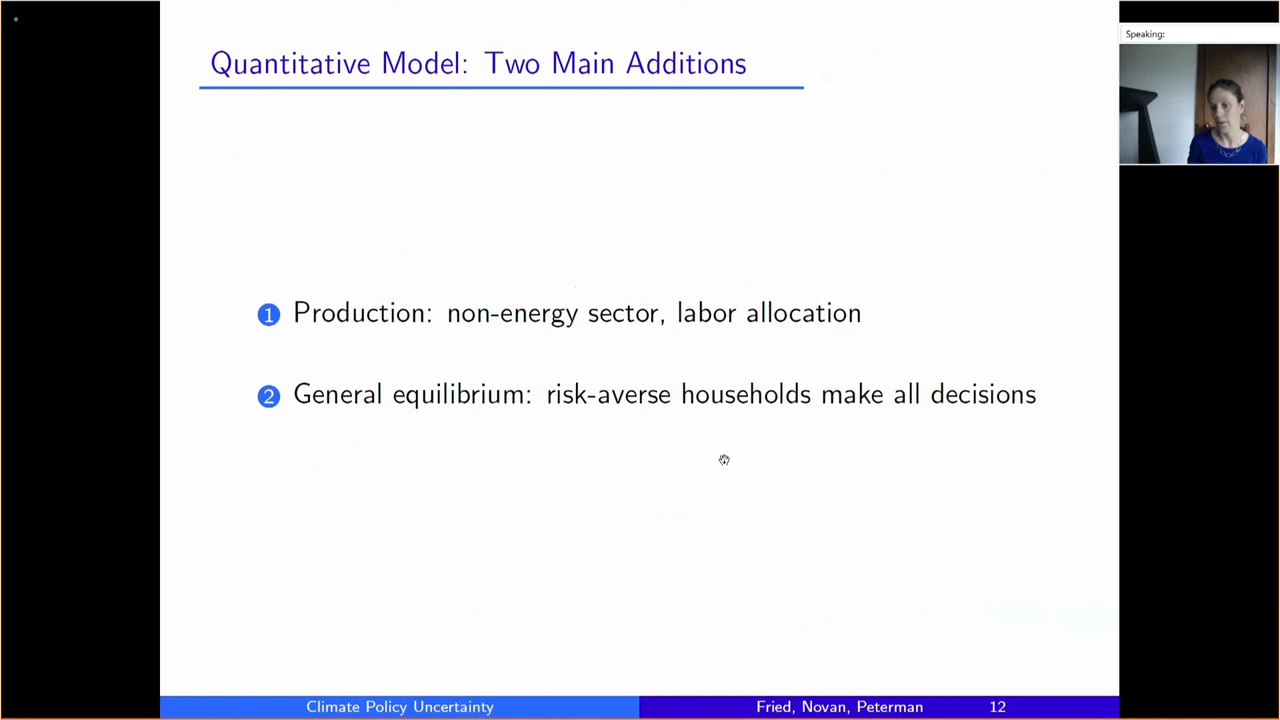 Quantitative Model: Two Main Additions
Speaking:
1 Production: non-energy sector, labor allocation
2 General equilibrium: risk-averse households make all decisions
Climate Policy Uncertainty
Fried, Novan, Peterman 12